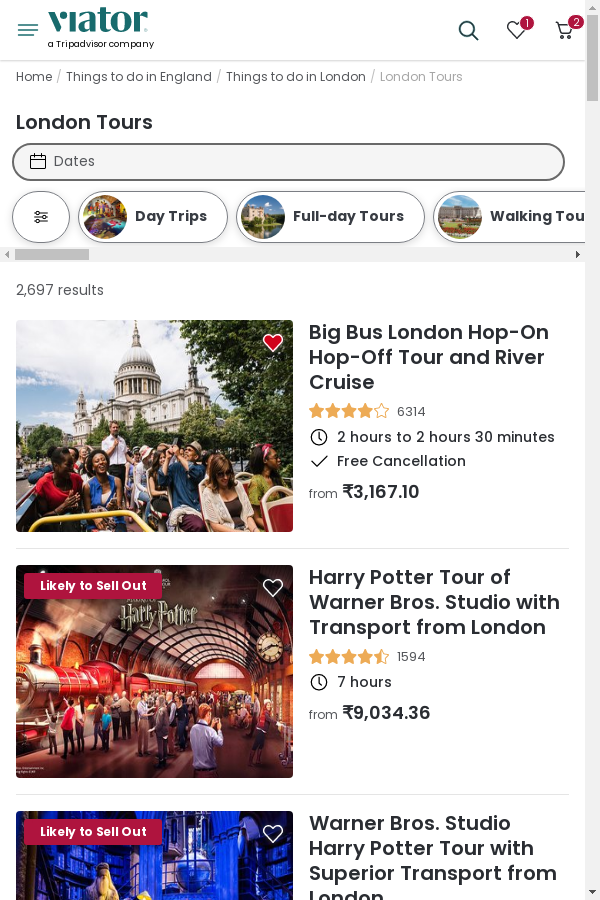 viator
a Tripadvisor company
1
2
Home / Things to do in England / Things to do in London / London Tours
London Tours
Dates
Day Trips
Full-day Tours
Walking Tou
2,697 results
Big Bus London Hop-On
Hop-Off Tour and River
Cruise
6314
2 hours to 2 hours 30 minutes
Free Cancellation
from ₹3,167.10
Likely to Sell Out
Harry Potter
Harry Potter Tour of
Warner Bros. Studio with
Transport from London
1594
7 hours
from ₹9,034.36
Likely to Sell Out
Warner Bros. Studio
Harry Potter Tour with
Superior Transport from
London